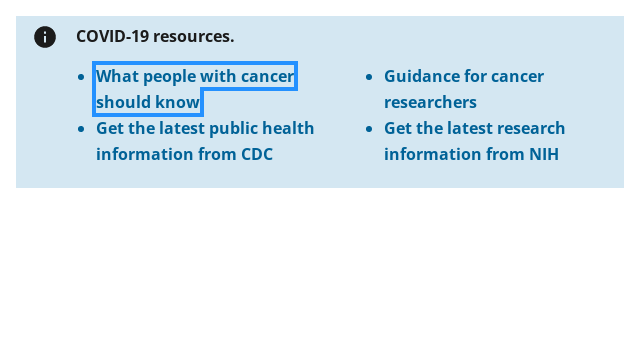 COVID-19 resources.
What people with cancer
should know
Get the latest public health
information from CDC
Guidance for cancer
researchers
Get the latest research
information from NIH